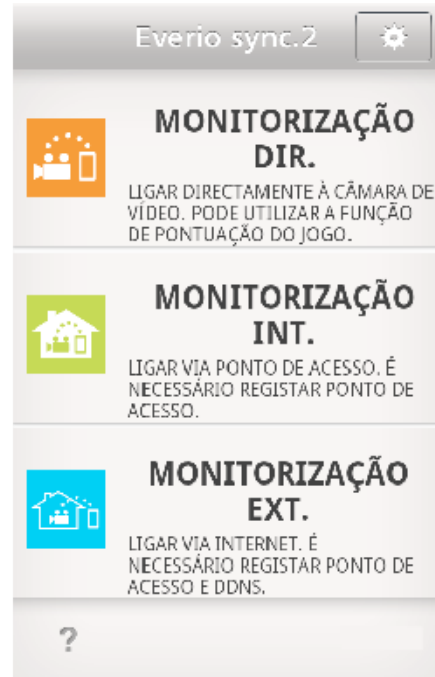 Everio sync.2
MONITORIZAÇÃO
DIR.
LIGAR DIRECTAMENTE À CÂMARA DE
VÍDEO. PODE UTILIZAR A FUNÇÃO
DE PONTUAÇÃO DO JOGO.
MONITORIZAÇÃO
INT.
LIGAR VIA PONTO DE ACESSO. É
NECESSÁRIO REGISTAR PONTO DE
ACESSO.
MONITORIZAÇÃO
EXT.
LIGAR VIA INTERNET. É
NECESSÁRIO REGISTAR PONTO DE
ACESSO E DDNS.
?